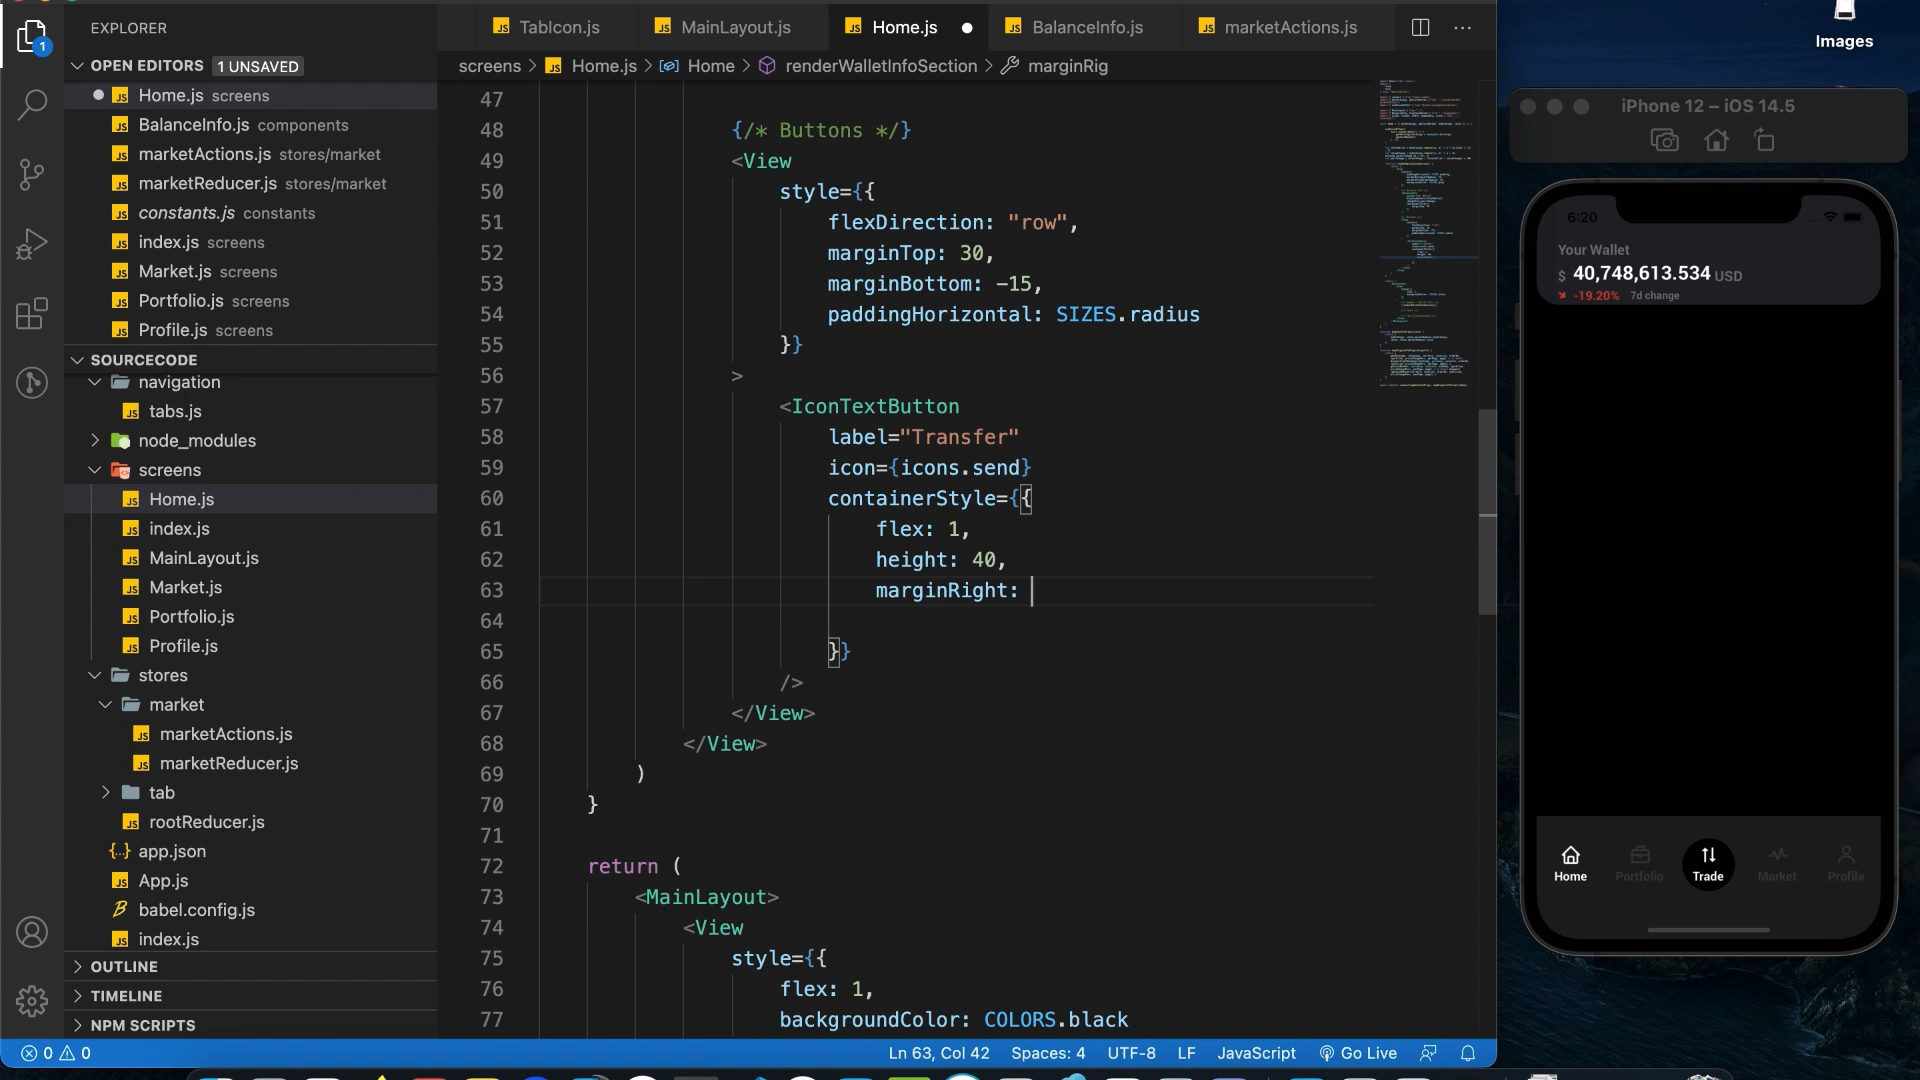 EXPLORER
OPEN EDITORS 1 UNSAVED
Home.js screens
BalanceInfo.js components
marketActions.js stores/market
marketReducer.js stores/market
constants.js constants
index.js screens
Market.js screens
Portfolio.js screens
Profile.js screens
SOURCECODE
navigation
tabs.js
node_modules
screens
Home.js
index.js
MainLayout.js
Market.js
Portfolio.js
Profile.js
stores
market
marketActions.js
marketReducer.js
tab
rootReducer.js
app.json
App.js
babel.config.js
index.js
OUTLINE
TIMELINE
NPM SCRIPTS
TabIcon.js MainLayout.js Home.js BalanceInfo.js marketActions.js
screens > Home.js > Home > renderWalletInfoSection > marginRig
47
48 {/* Buttons */}
49 <View
50 style={{
51 flexDirection: "row",
52 marginTop: 30,
53 marginBottom: -15,
54 paddingHorizontal: SIZES.radius
55 }}
56 >
57 <IconTextButton
58 label="Transfer"
59 icon={icons.send}
60 containerStyle={{
61 flex: 1,
62 height: 40,
63 marginRight:
64
65 }}
66 />
67 </View>
68 </View>
69 )
70 }
71
72 return (
73 <MainLayout>
74 <View
75 style={{
76 flex: 1,
77 backgroundColor: COLORS.black
0 0 Ln 63, Col 42 Spaces: 4 UTF-8 LF JavaScript Go Live
Images
iPhone 12 – iOS 14.5
6:20
Your Wallet
$ 40,748,613.534 USD
-19.20% 7d change
Home Portfolio Trade Market Profile